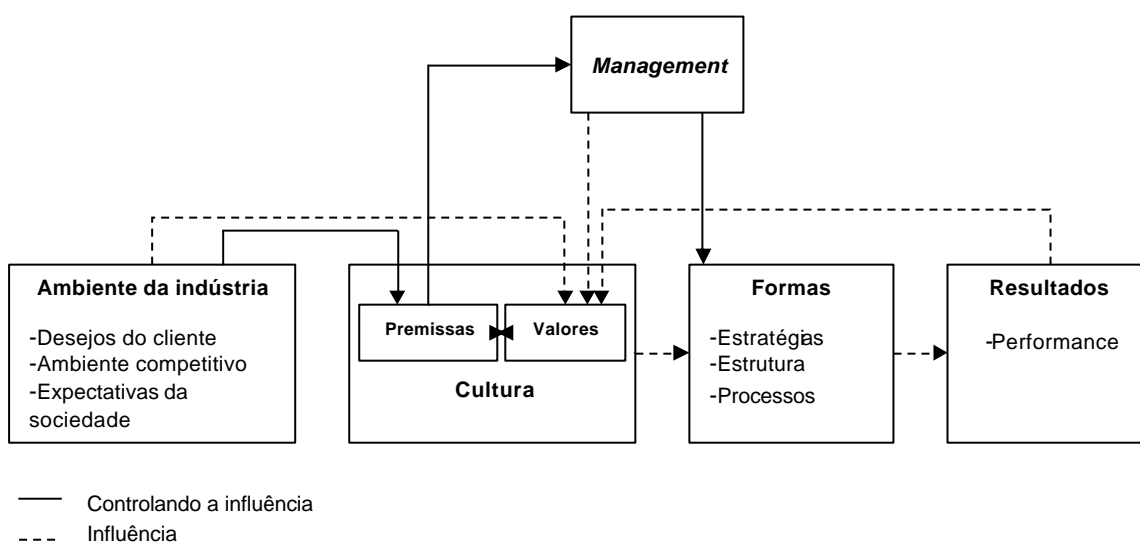 Management
Ambiente da indústria
-Desejos do cliente
-Ambiente competitivo
-Expectativas da
sociedade
Premissas
Valores
Cultura
Formas
-Estratégias
-Estrutura
-Processos
Resultados
-Performance
Controlando a influência
Influência